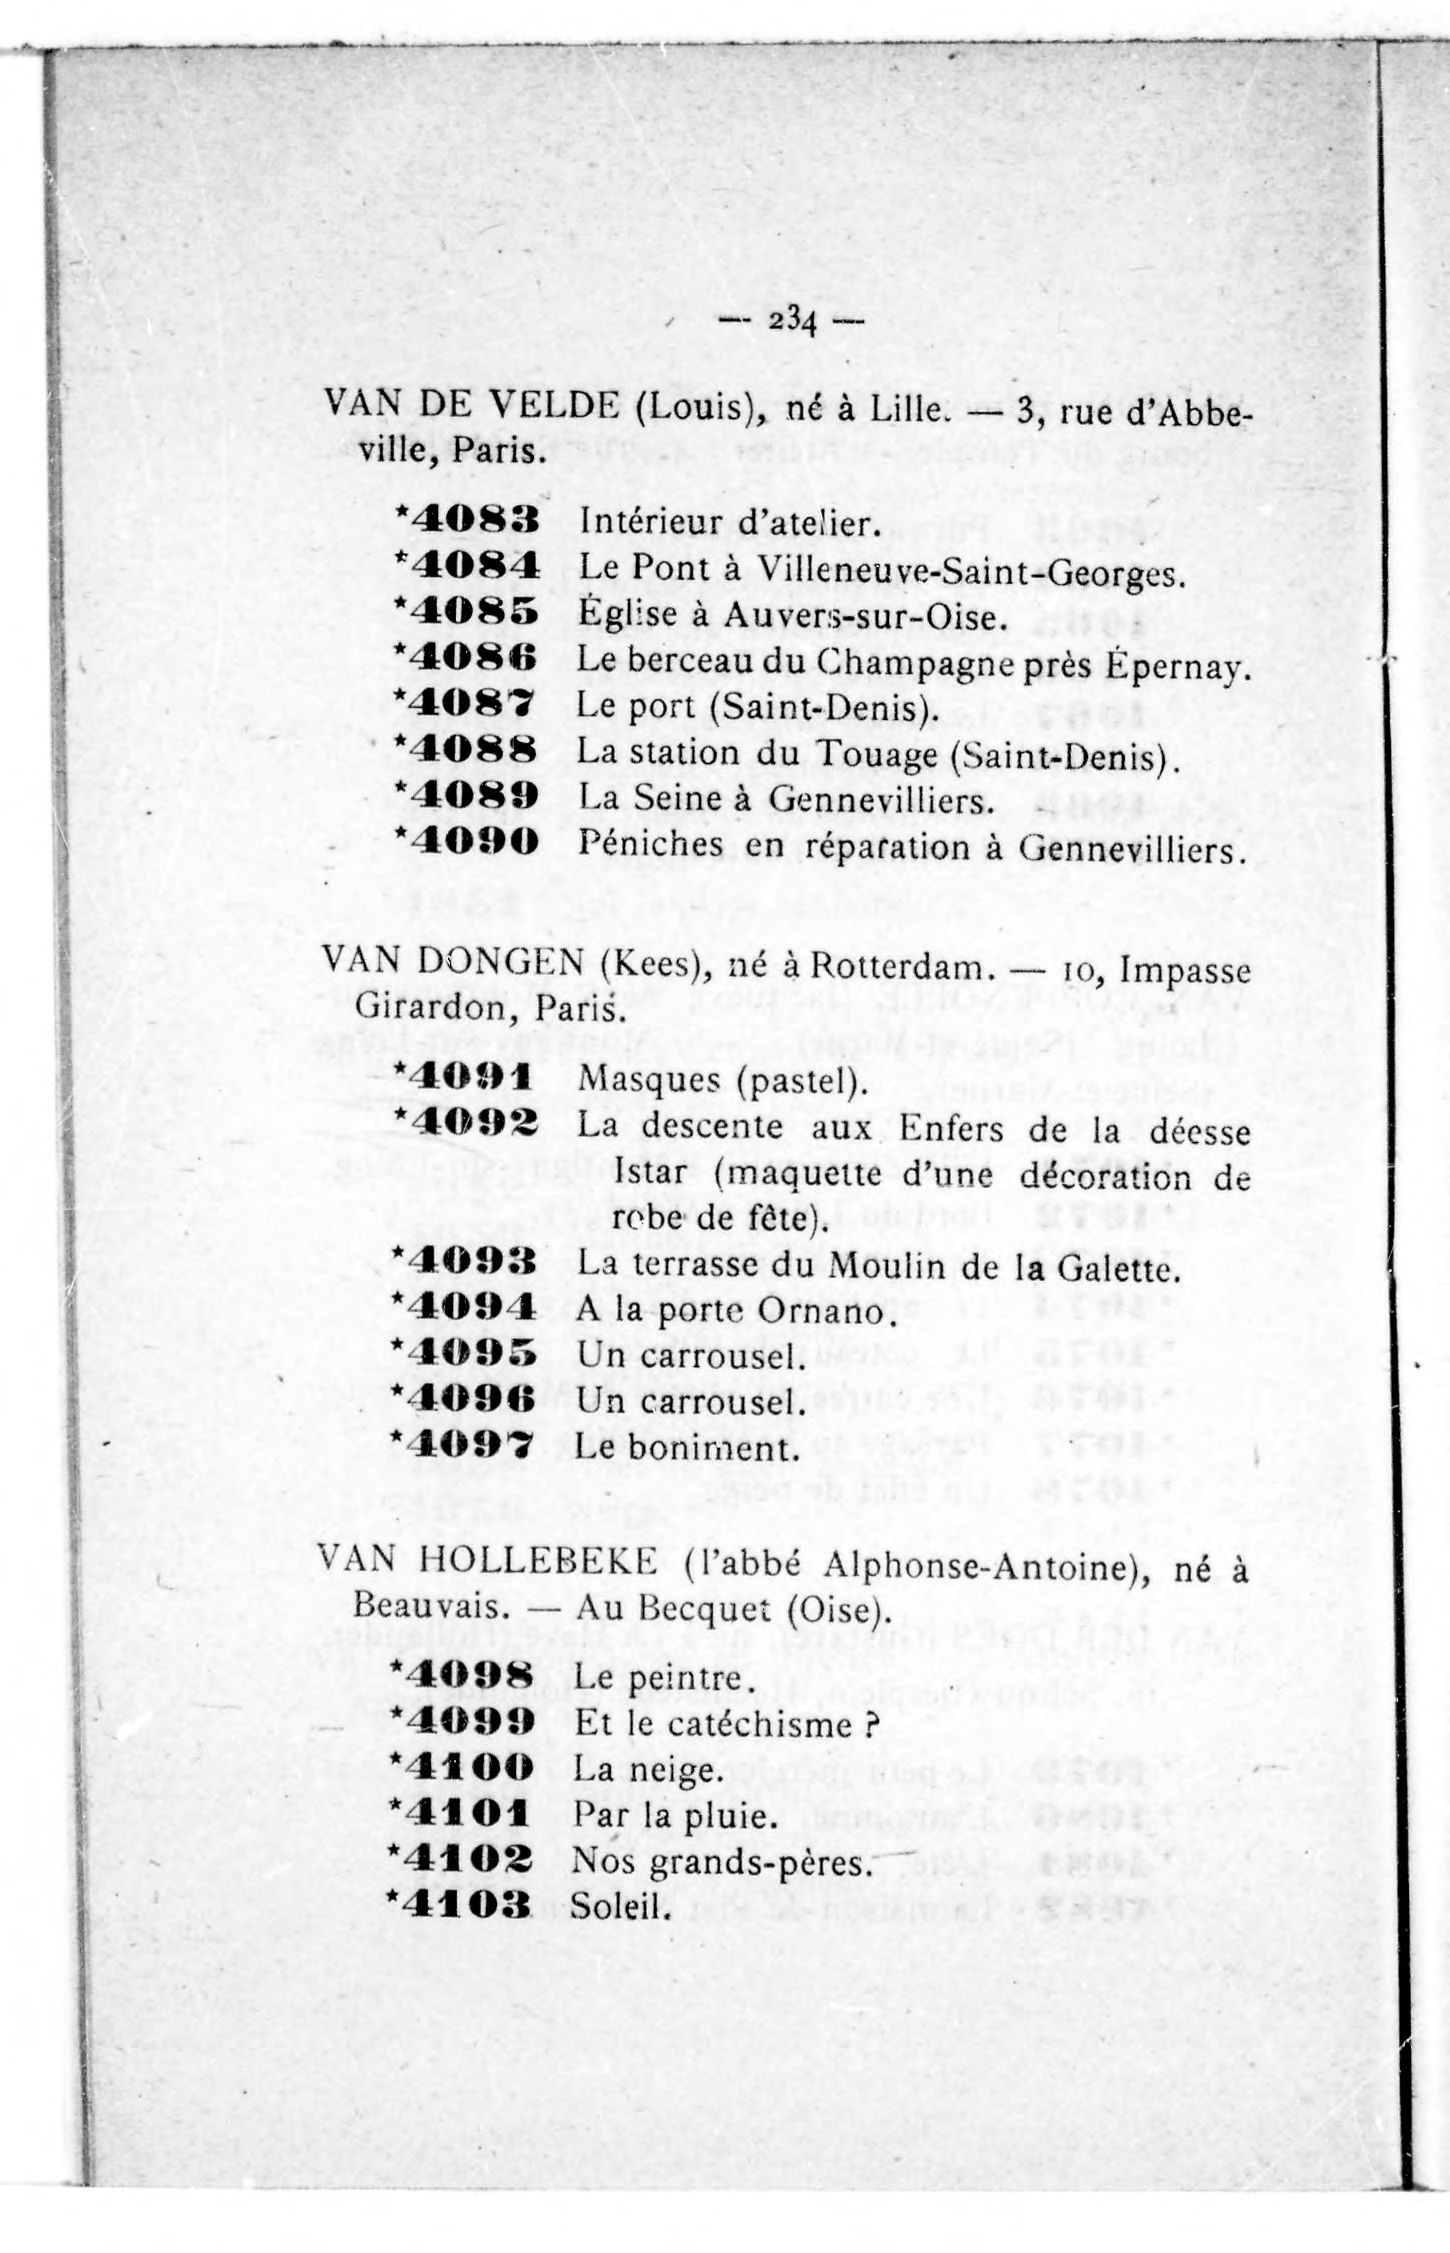 — 234 —
VAN DE VELDE (Louis), né à Lille. — 3, rue d'Abbe-
ville, Paris.
*4083 Intérieur d'atelier.
*4084 Le Pont à Villeneuve-Saint-Georges.
*4085 Église à Auvers-sur-Oise.
*4086 Le berceau du Champagne près Épernay.
*4087 Le port (Saint-Denis).
*4088 La station du Touage (Saint-Denis).
*4089 La Seine à Gennevilliers.
*4090 Péniches en réparation à Gennevilliers.
VAN DONGEN (Kees), né à Rotterdam. — 10, Impasse
Girardon, Paris.
*4091 Masques (pastel).
*4092 La descente aux Enfers de la déesse
Istar (maquette d'une décoration de
robe de fête).
*4093 La terrasse du Moulin de la Galette.
*4094 A la porte Ornano.
*4095 Un carrousel.
*4096 Un carrousel.
*4097 Le boniment.
VAN HOLLEBEKE (l'abbé Alphonse-Antoine), né à
Beauvais. — Au Becquet (Oise).
*4098 Le peintre.
*4099 Et le catéchisme ?
*4100 La neige.
*4101 Par la pluie.
*4102 Nos grands-pères.
*4103 Soleil.